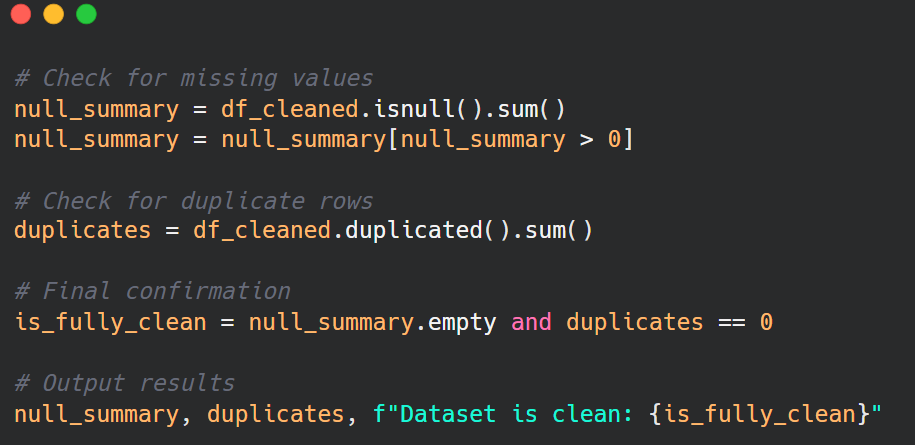 # Check for missing values
null_summary = df_cleaned.isnull().sum()
null_summary = null_summary[null_summary > 0]
# Check for duplicate rows
duplicates = df_cleaned.duplicated().sum()
# Final confirmation
is_fully_clean = null_summary.empty and duplicates == 0
# Output results
null_summary, duplicates, f"Dataset is clean: {is_fully_clean}"